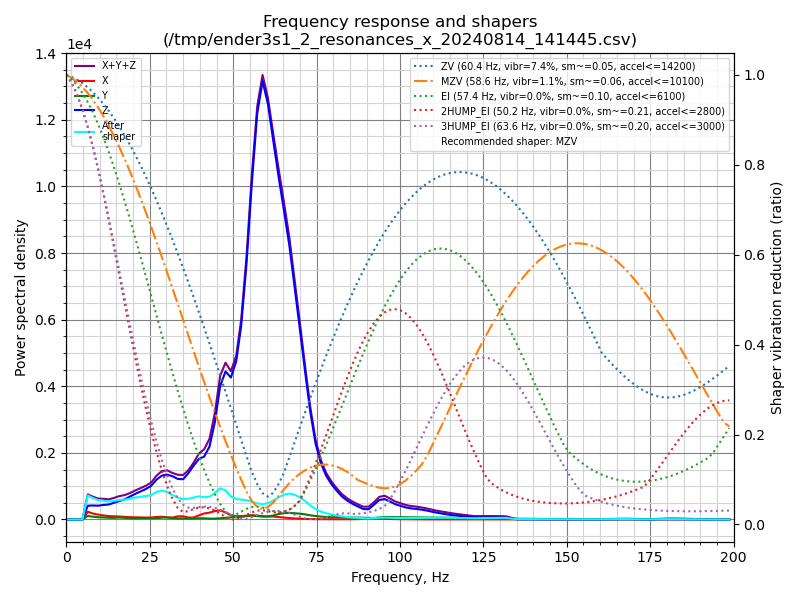 Frequency response and shapers
(/tmp/ender3s1_2_resonances_x_20240814_141445.csv)
1e4
X+Y+Z
X
Y
Z
After
shaper
ZV (60.4 Hz, vibr=7.4%, sm~=0.05, accel<=14200)
MZV (58.6 Hz, vibr=1.1%, sm~=0.06, accel<=10100)
EI (57.4 Hz, vibr=0.0%, sm~=0.10, accel<=6100)
2HUMP_EI (50.2 Hz, vibr=0.0%, sm~=0.21, accel<=2800)
3HUMP_EI (63.6 Hz, vibr=0.0%, sm~=0.20, accel<=3000)
Recommended shaper: MZV
1.4
1.2
1.0
0.8
0.6
0.4
0.2
0.0
Power spectral density
1.0
0.8
0.6
0.4
0.2
0.0
Shaper vibration reduction (ratio)
0 25 50 75 100 125 150 175 200
Frequency, Hz